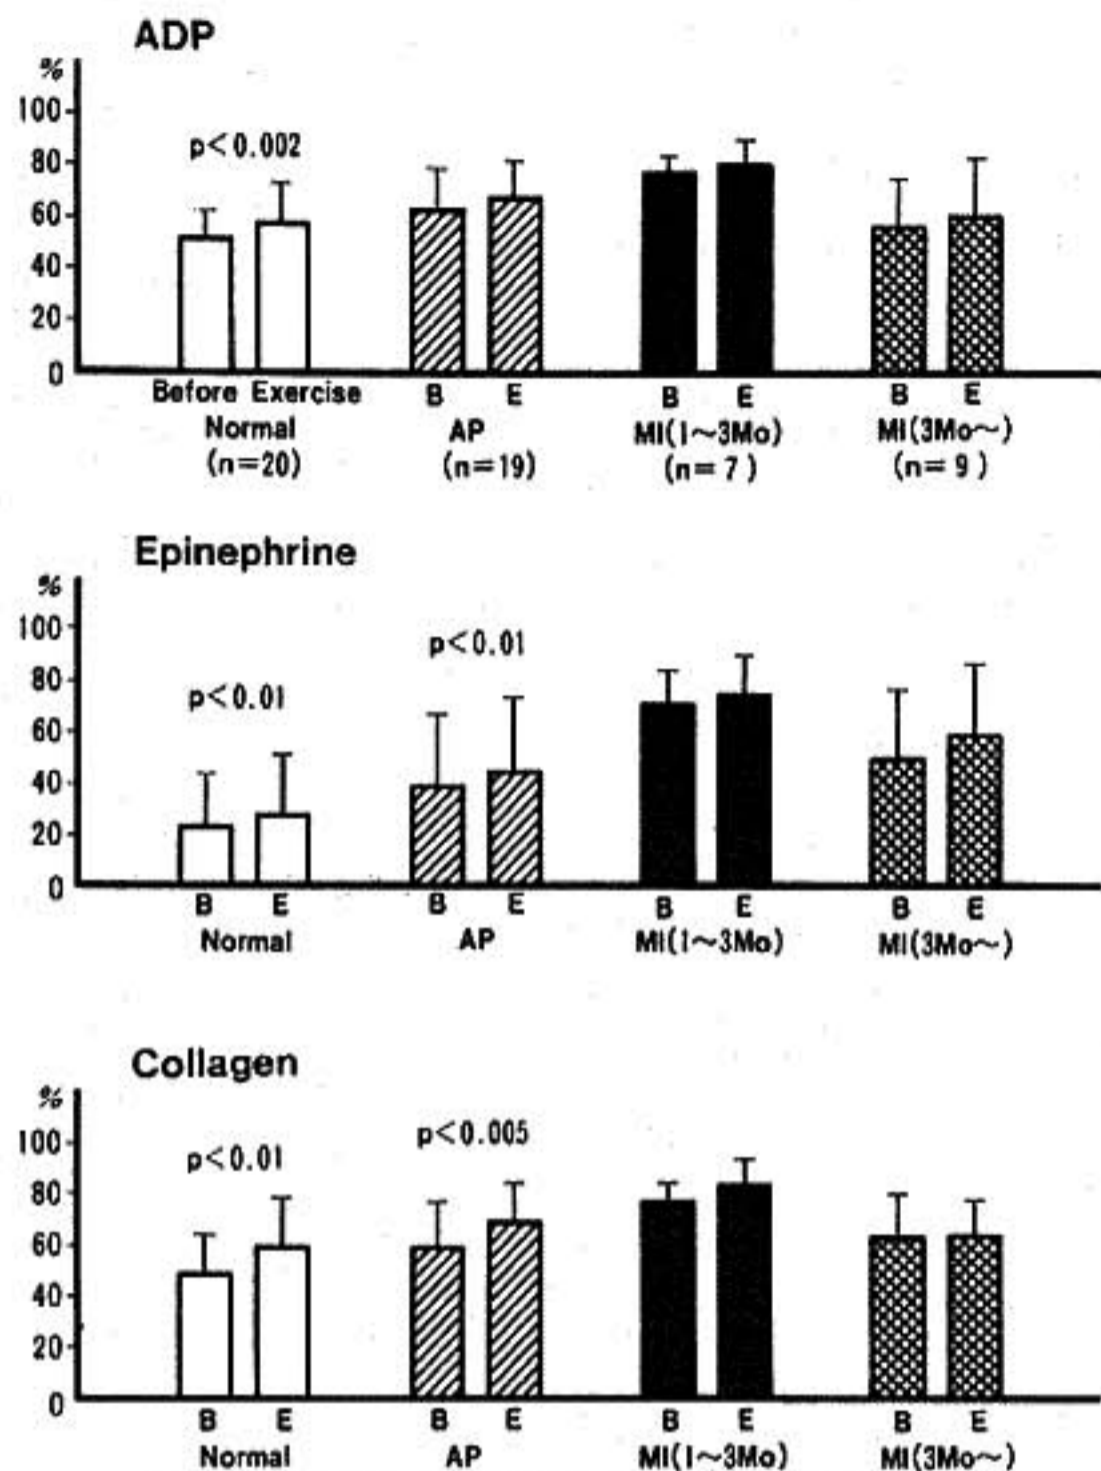 ADP
%
100
p<0.002
80
60
40
20
0
Before Exercise B E B E B E
Normal AP MI(1~3Mo) MI(3Mo~)
(n=20) (n=19) (n=7) (n=9)
Epinephrine
%
100
p<0.01
80
p<0.01
60
40
20
0
B E B E B E B E
Normal AP MI(1~3Mo) MI(3Mo~)
Collagen
%
100
p<0.005
p<0.01
80
60
40
20
0
B E B E B E B E
Normal AP MI(1~3Mo) MI(3Mo~)